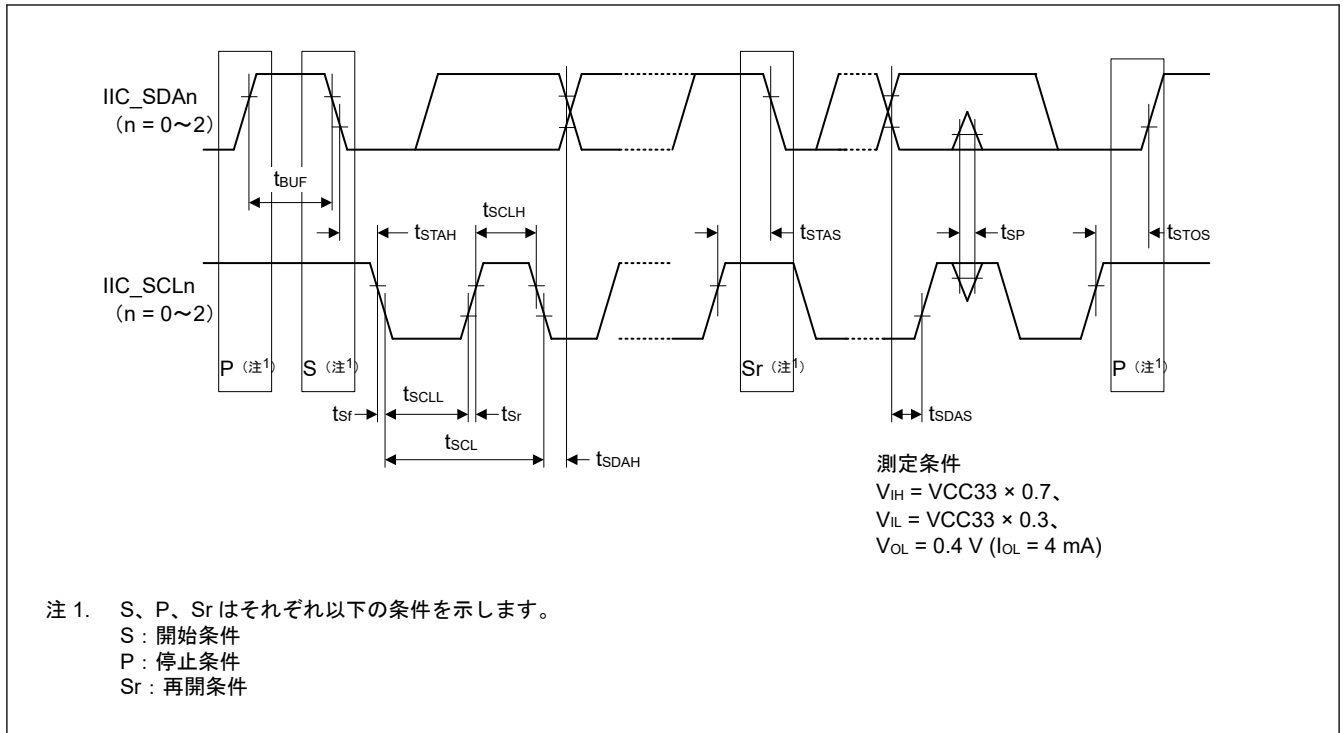 IIC_SDAn
（n = 0～2）
tBUF
tSCLH
tSTAH
tSTAS
tSP
tSTOS
IIC_SCLn
（n = 0～2）
P（注1）
S（注1）
Sr（注1）
P（注1）
tSCLL
tSf
tSr
tSDAS
tSCL
tSDAH
測定条件
VIH = VCC33 × 0.7、
VIL = VCC33 × 0.3、
VOL = 0.4 V (IOL = 4 mA)
注 1. S、P、Sr はそれぞれ以下の条件を示します。
S：開始条件
P：停止条件
Sr：再開条件